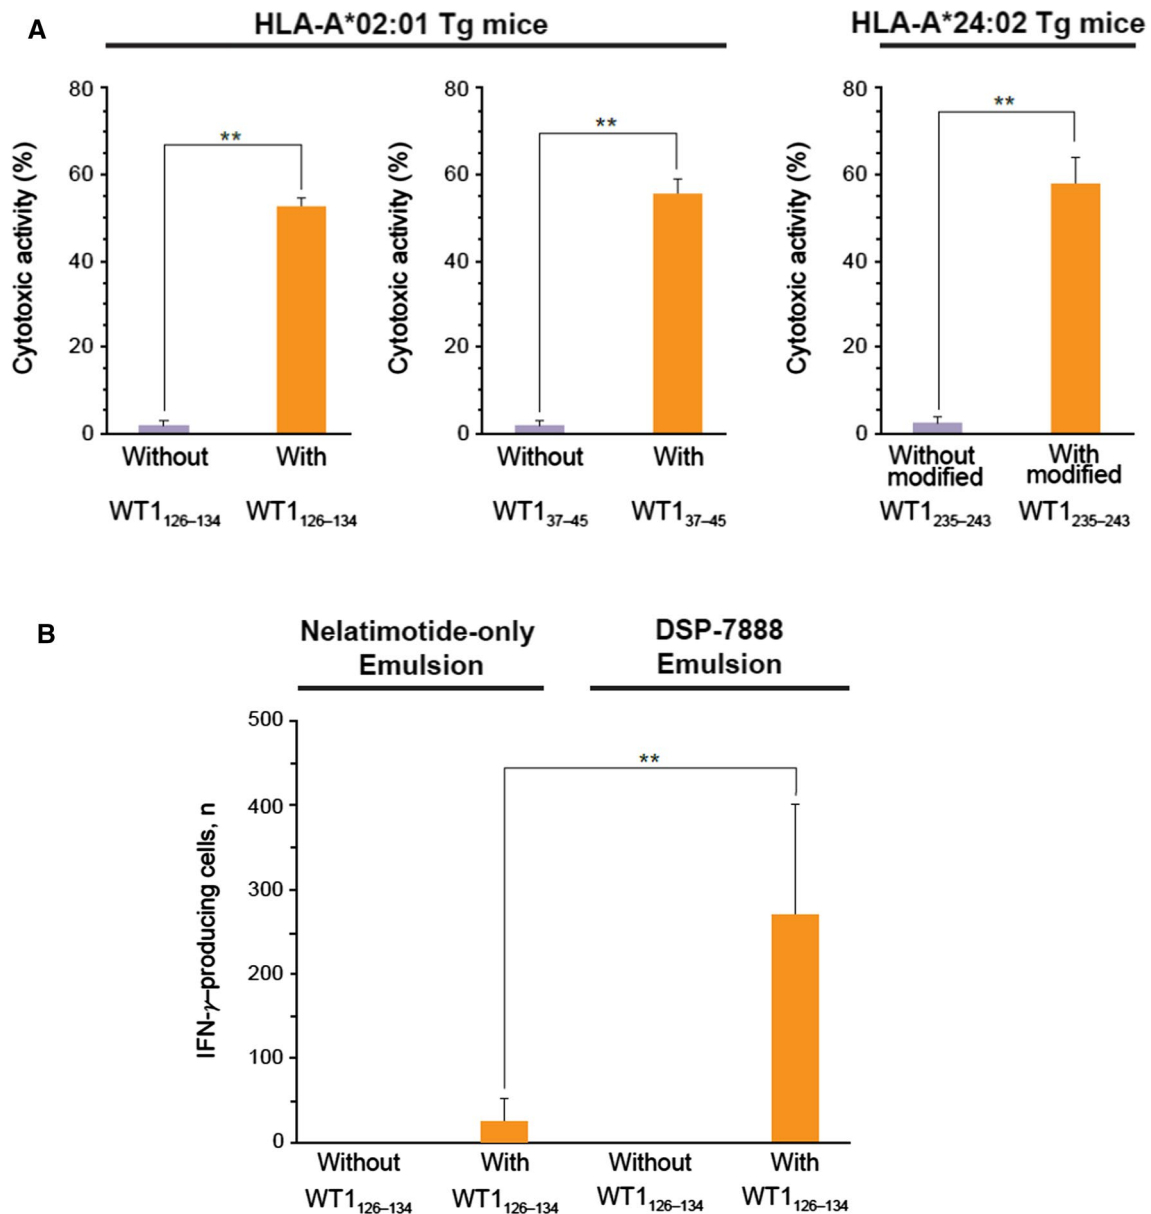 A
HLA-A*02:01 Tg mice
HLA-A*24:02 Tg mice
Cytotoxic activity (%)
80
60
40
20
0
**
Without
With
WT1126–134
WT1126–134
Cytotoxic activity (%)
80
60
40
20
0
**
Without
With
WT137–45
WT137–45
Cytotoxic activity (%)
80
60
40
20
0
**
Without
modified
With
modified
WT1235–243
WT1235–243
B
Nelatimotide-only
Emulsion
DSP-7888
Emulsion
IFN-γ–producing cells, n
500
400
300
200
100
0
**
Without
With
Without
With
WT1126–134
WT1126–134
WT1126–134
WT1126–134